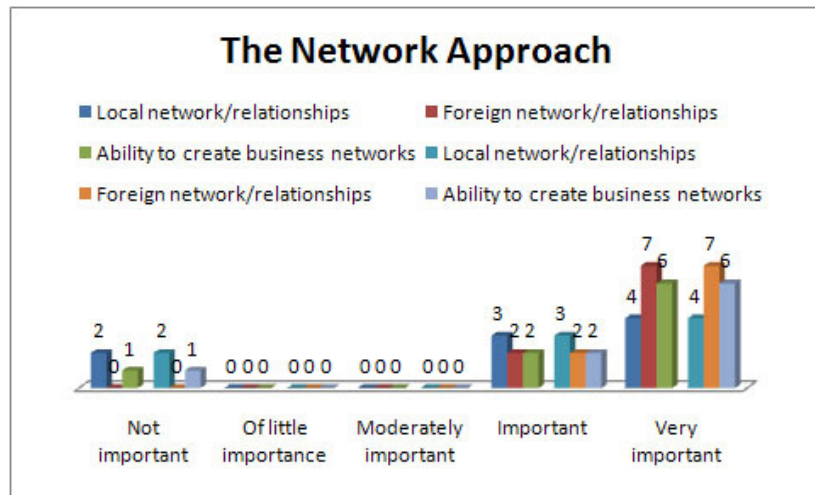 The Network Approach
Local network/relationships Foreign network/relationships
Ability to create business networks Local network/relationships
Foreign network/relationships Ability to create business networks
7 7
6 6
4 4
3 3
2 2 2 2 2 2
1 1
0 0 0 0 0 0 0 0 0 0 0 0 0 0
Not Of little Moderately Important Very
important importance important important